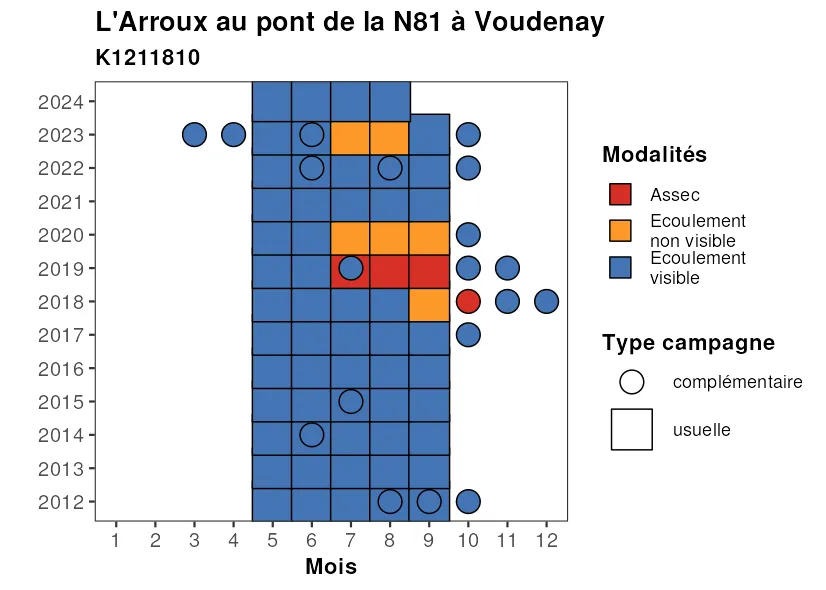 L'Arroux au pont de la N81 à Voudenay
K1211810
2024
2023
2022
2021
2020
2019
2018
2017
2016
2015
2014
2013
2012
1 2 3 4 5 6 7 8 9 10 11 12
Mois
Modalités
Assec
Ecoulement
non visible
Ecoulement
visible
Type campagne
complémentaire
usuelle